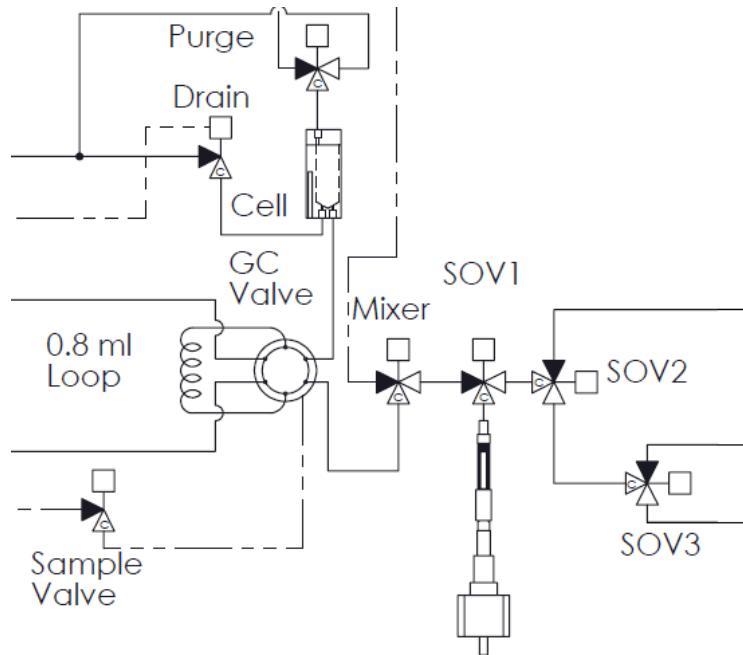 Purge
Drain
C
C
Cell
GC
Valve
SOV1
Mixer
0.8 ml
Loop
SOV2
C
C
C
C
SOV3
C
Sample
Valve